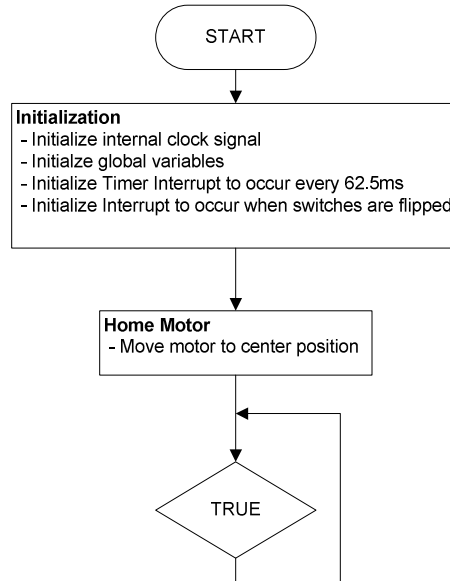 START
Initialization
- Initialize internal clock signal
- Initialze global variables
- Initialize Timer Interrupt to occur every 62.5ms
- Initialize Interrupt to occur when switches are flipped
Home Motor
- Move motor to center position
TRUE